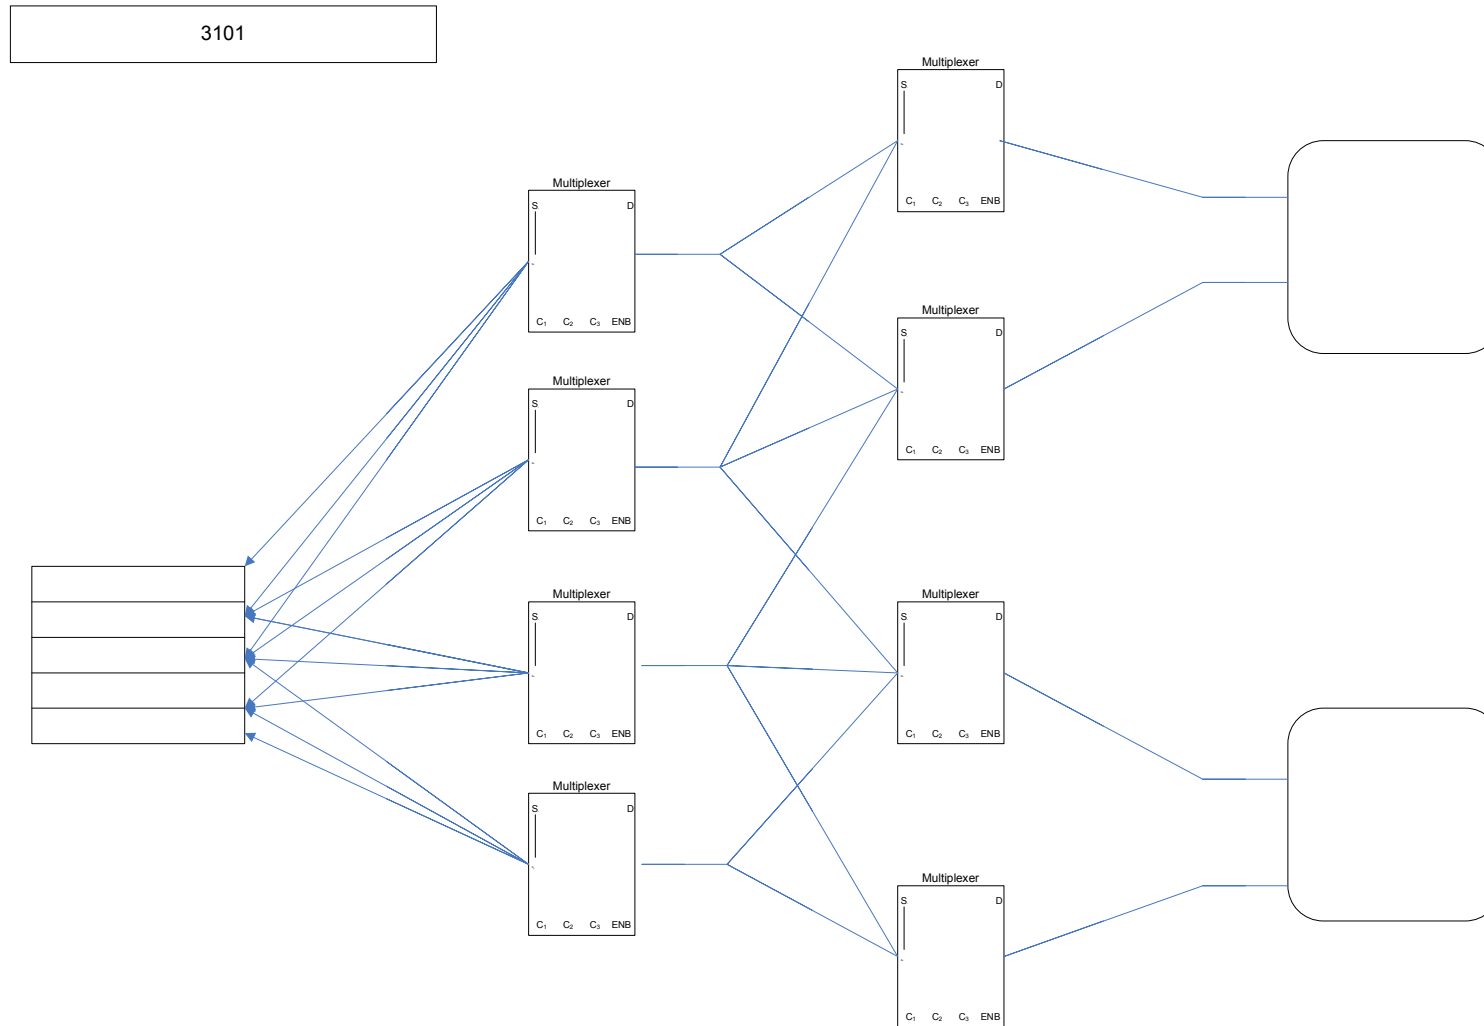 3101
Multiplexer
S D
C₁ C₂ C₃ ENB
Multiplexer
S D
C₁ C₂ C₃ ENB
Multiplexer
S D
C₁ C₂ C₃ ENB
Multiplexer
S D
C₁ C₂ C₃ ENB
Multiplexer
S D
C₁ C₂ C₃ ENB
Multiplexer
S D
C₁ C₂ C₃ ENB
Multiplexer
S D
C₁ C₂ C₃ ENB
Multiplexer
S D
C₁ C₂ C₃ ENB